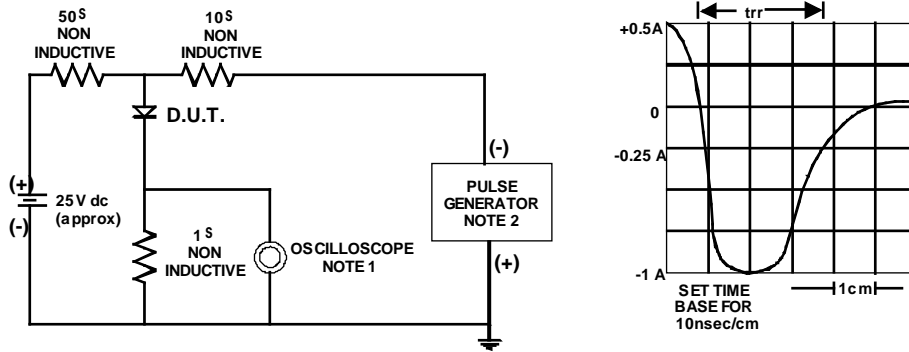 50S
NON
INDUCTIVE
10S
NON
INDUCTIVE
D.U.T.
(+)
(-)
25V dc
(approx)
1S
NON
INDUCTIVE
OSCILLOSCOPE
NOTE 1
(-)
PULSE
GENERATOR
NOTE 2
(+)
trr
+0.5A
0
-0.25 A
-1 A
SET TIME
BASE FOR
10nsec/cm
1cm